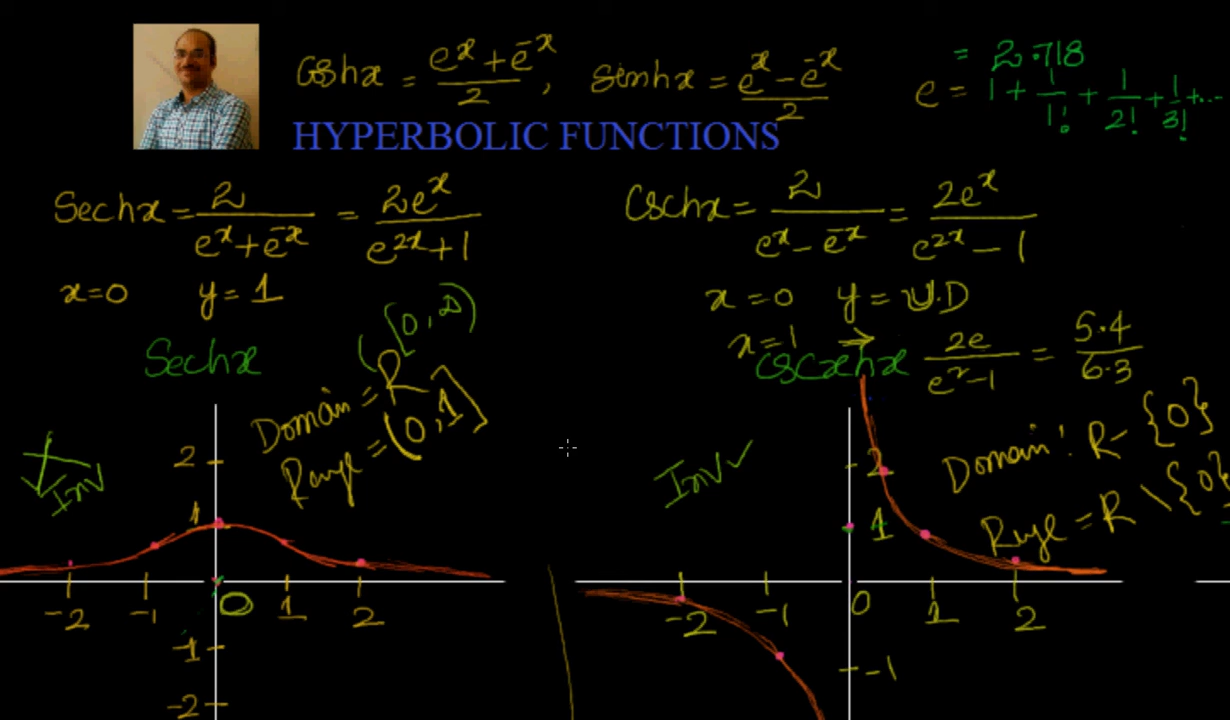 Coshx = (e^x + e^-x)/2, Sinhx = (e^x - e^-x)/2
= 2.718
e = 1 + 1/1! + 1/2! + 1/3! + ...
HYPERBOLIC FUNCTIONS
Sechx = 2/(e^x + e^-x) = 2e^x/(e^2x + 1)
x=0 y=1
[0, ∞)
Sechx
Domain = (R
Range = (0, 1]
Inv
2
1
-2 -1 0 1 2
-1
-2
Cschx = 2/(e^x - e^-x) = 2e^x/(e^2x - 1)
x=0 y = U.D
x=1 → 2e/(e²-1) = 5.4/6.3
cscxhx
Domain: R - {0}
Range = R \ {0}
Inv ✓
2
1
-2 -1 0 1 2
-1